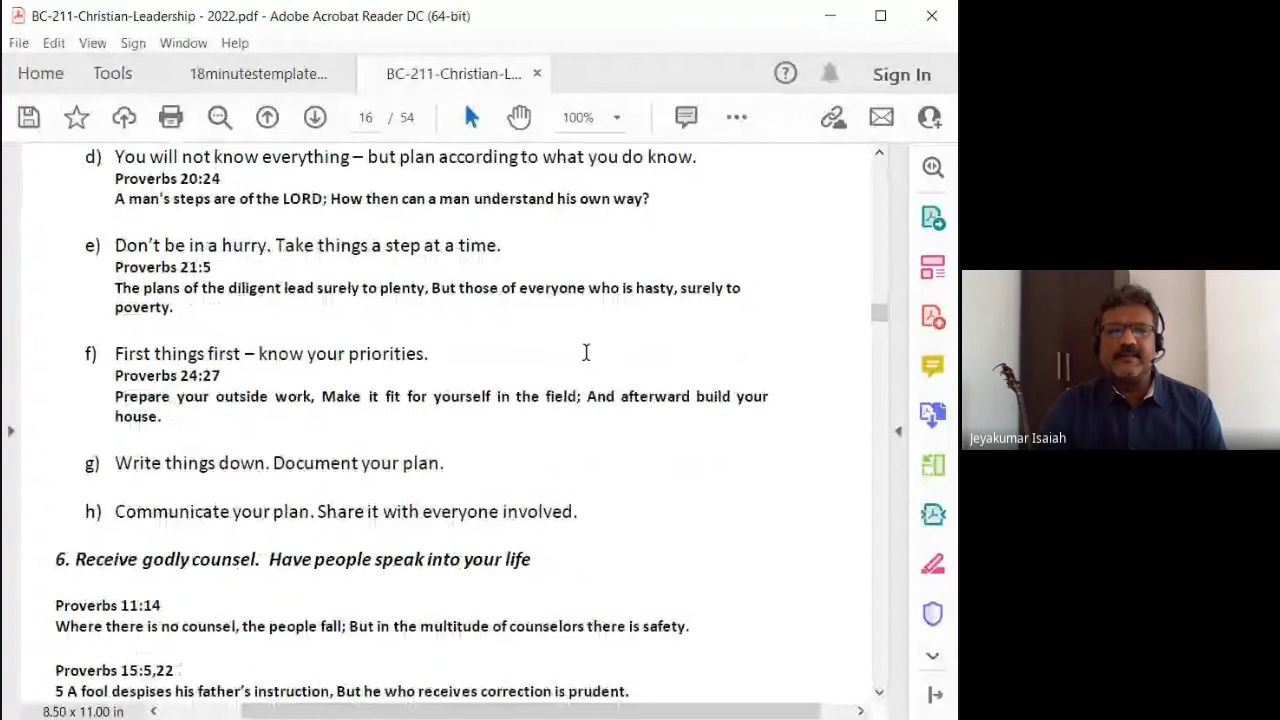 BC-211-Christian-Leadership - 2022.pdf - Adobe Acrobat Reader DC (64-bit)
File Edit View Sign Window Help
Home Tools 18minutestemplate... BC-211-Christian-L... Sign In
16 / 54 100%
d) You will not know everything – but plan according to what you do know.
Proverbs 20:24
A man's steps are of the LORD; How then can a man understand his own way?
e) Don't be in a hurry. Take things a step at a time.
Proverbs 21:5
The plans of the diligent lead surely to plenty, But those of everyone who is hasty, surely to
poverty.
f) First things first – know your priorities.
Proverbs 24:27
Prepare your outside work, Make it fit for yourself in the field; And afterward build your
house.
g) Write things down. Document your plan.
h) Communicate your plan. Share it with everyone involved.
6. Receive godly counsel. Have people speak into your life
Proverbs 11:14
Where there is no counsel, the people fall; But in the multitude of counselors there is safety.
Proverbs 15:5,22
5 A fool despises his father's instruction, But he who receives correction is prudent.
8.50 x 11.00 in
Jeyakumar Isaiah